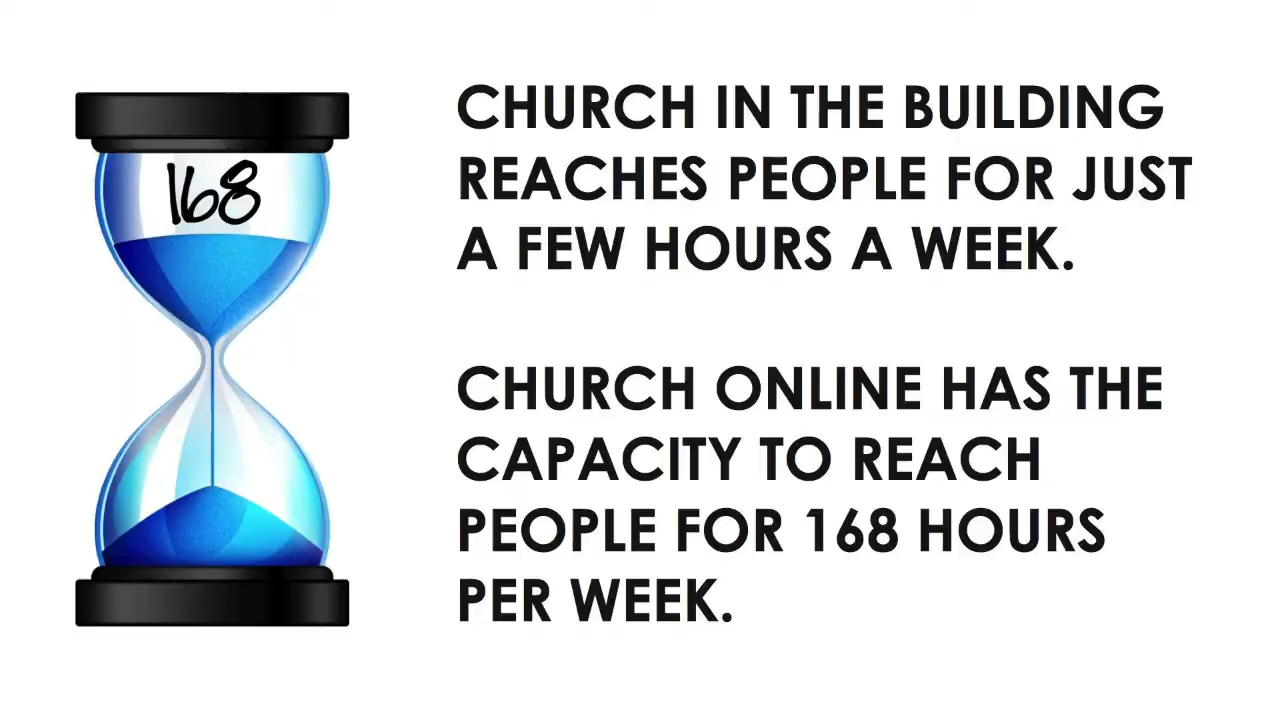 168
CHURCH IN THE BUILDING
REACHES PEOPLE FOR JUST
A FEW HOURS A WEEK.
CHURCH ONLINE HAS THE
CAPACITY TO REACH
PEOPLE FOR 168 HOURS
PER WEEK.